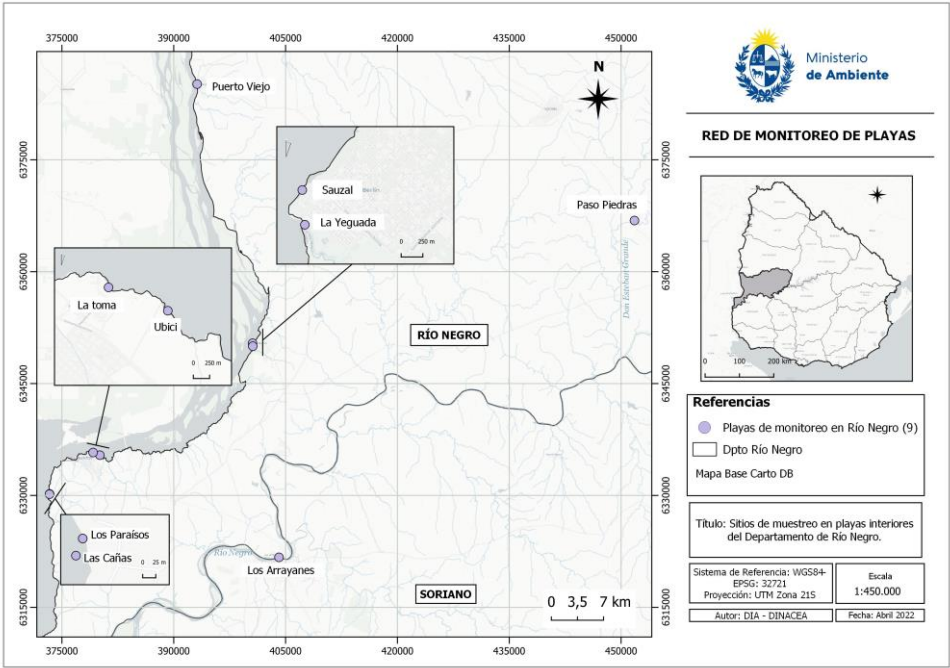 375000 390000 405000 420000 435000 450000
Puerto Viejo
N
6375000
6375000
Sauzal
La Yeguada
0 250 m
Paso Piedras
Don Esteban Grande
6360000
6360000
La toma
Ubici
0 250 m
RÍO NEGRO
6345000
6345000
6330000
6330000
Los Paraísos
Las Cañas
0 25 m
Río Negro
Los Arrayanes
SORIANO
0 3,5 7 km
6315000
6315000
375000 390000 405000 420000 435000 450000
Ministerio
de Ambiente
RED DE MONITOREO DE PLAYAS
0 100 200 km
Referencias
Playas de monitoreo en Río Negro (9)
Dpto Río Negro
Mapa Base Carto DB
Título: Sitios de muestreo en playas interiores
del Departamento de Río Negro.
Sistema de Referencia: WGS84-
EPSG: 32721
Proyección: UTM Zona 21S
Escala
1:450.000
Autor: DIA - DINACEA
Fecha: Abril 2022